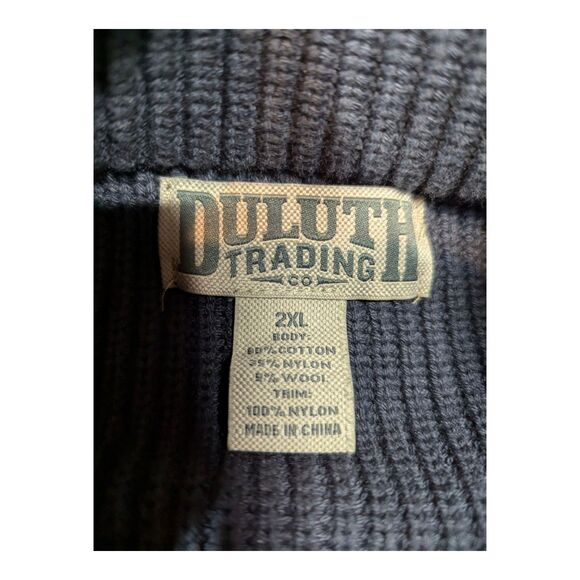 DULUTH
TRADING
CO
2XL
BODY:
60% COTTON
35% NYLON
5% WOOL
TRIM:
100% NYLON
MADE IN CHINA